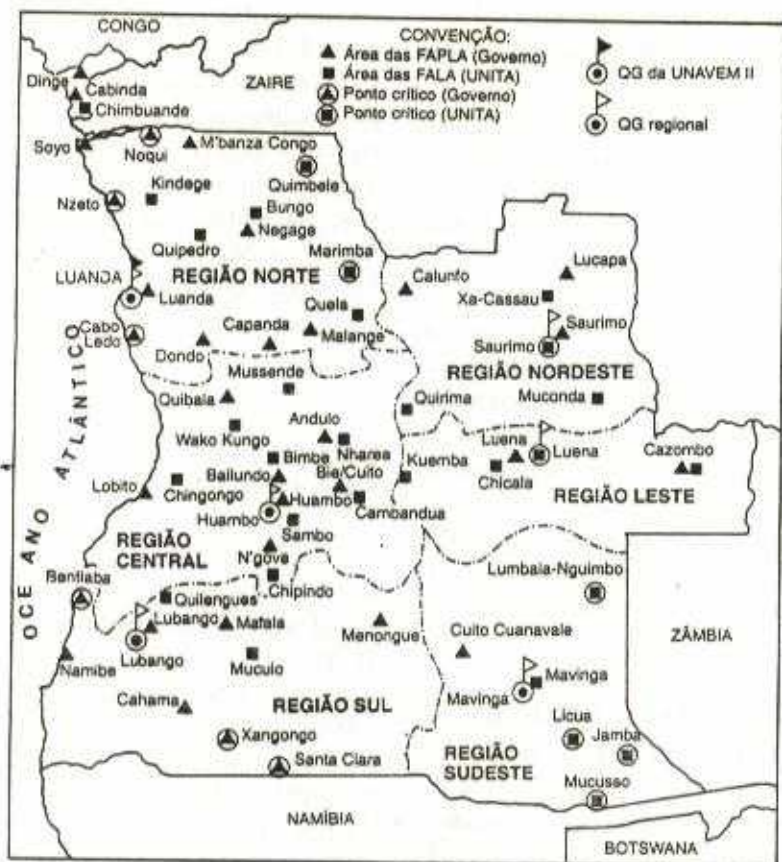 CONGO
ZAIRE
CONVENÇÃO:
Área das FAPLA (Governo)
Área das FALA (UNITA)
Ponto crítico (Governo)
Ponto crítico (UNITA)
QG da UNAVEM II
QG regional
Dinge
Cabinda
Chimbuande
Soyo
Noqui
M'banza Congo
Quimbele
Nzeto
Kindege
Bungo
Negage
Quipedro
Marimba
REGIÃO NORTE
LUANDA
Luanda
Calunfo
Lucapa
Xa-Cassau
Saurimo
Saurimo
Cabo
Ledo
Quela
Capanda
Malange
Dondo
REGIÃO NORDESTE
Mussende
Quibala
Quirima
Muconda
Wako Kungo
Andulo
Nharea
Bimbe
Luena
Luena
Cazombo
Bailundo
Bie/Cuito
Kuemba
Chicala
Lobito
Chingongo
Huambo
Huambo
Camoandua
REGIÃO LESTE
Sambo
REGIÃO
CENTRAL
N'gove
Chipindo
Lumbala-Nguimbo
Bentiaba
Quilengues
Lubango
Lubango
Mafala
Menongue
Cuito Cuanavale
ZÂMBIA
Namibe
Muculo
Mavinga
Mavinga
Cahama
REGIÃO SUL
Xangongo
Licua
Jamba
Santa Clara
REGIÃO
SUDESTE
Mucusso
NAMÍBIA
BOTSWANA
OCEANO ATLÂNTICO